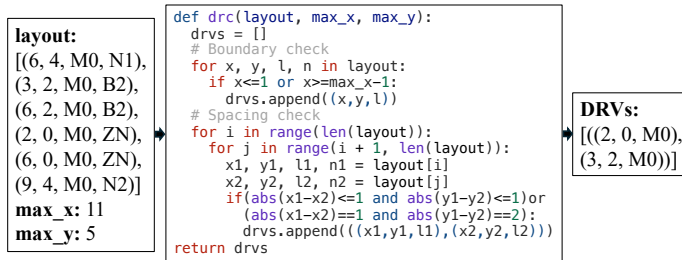 layout:
[(6, 4, M0, N1),
(3, 2, M0, B2),
(6, 2, M0, B2),
(2, 0, M0, ZN),
(6, 0, M0, ZN),
(9, 4, M0, N2)]
max_x: 11
max_y: 5
def drc(layout, max_x, max_y):
  drvs = []
  # Boundary check
  for x, y, l, n in layout:
    if x<=1 or x>=max_x-1:
      drvs.append((x,y,l))
  # Spacing check
  for i in range(len(layout)):
    for j in range(i + 1, len(layout)):
      x1, y1, l1, n1 = layout[i]
      x2, y2, l2, n2 = layout[j]
      if(abs(x1-x2)<=1 and abs(y1-y2)<=1)or
        (abs(x1-x2)==1 and abs(y1-y2)==2):
        drvs.append(((x1,y1,l1),(x2,y2,l2)))
return drvs
DRVs:
[((2, 0, M0),
(3, 2, M0))]